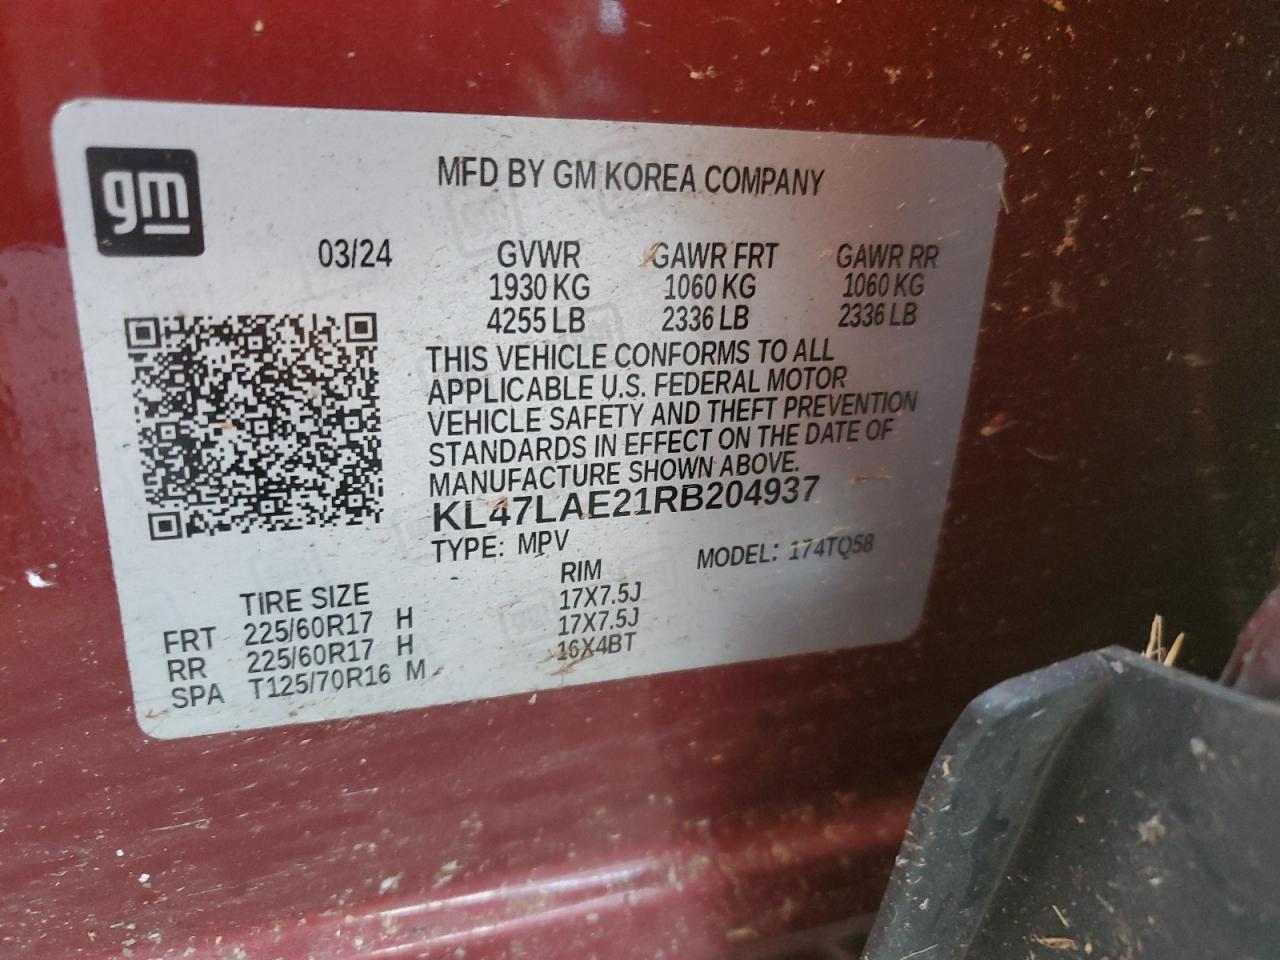 gm
MFD BY GM KOREA COMPANY
03/24 GVWR GAWR FRT GAWR RR
1930 KG 1060 KG 1060 KG
4255 LB 2336 LB 2336 LB
THIS VEHICLE CONFORMS TO ALL
APPLICABLE U.S. FEDERAL MOTOR
VEHICLE SAFETY AND THEFT PREVENTION
STANDARDS IN EFFECT ON THE DATE OF
MANUFACTURE SHOWN ABOVE.
KL47LAE21RB204937
TYPE: MPV MODEL: 174TQ58
TIRE SIZE RIM
FRT 225/60R17 H 17X7.5J
RR 225/60R17 H 17X7.5J
SPA T125/70R16 M 16X4BT